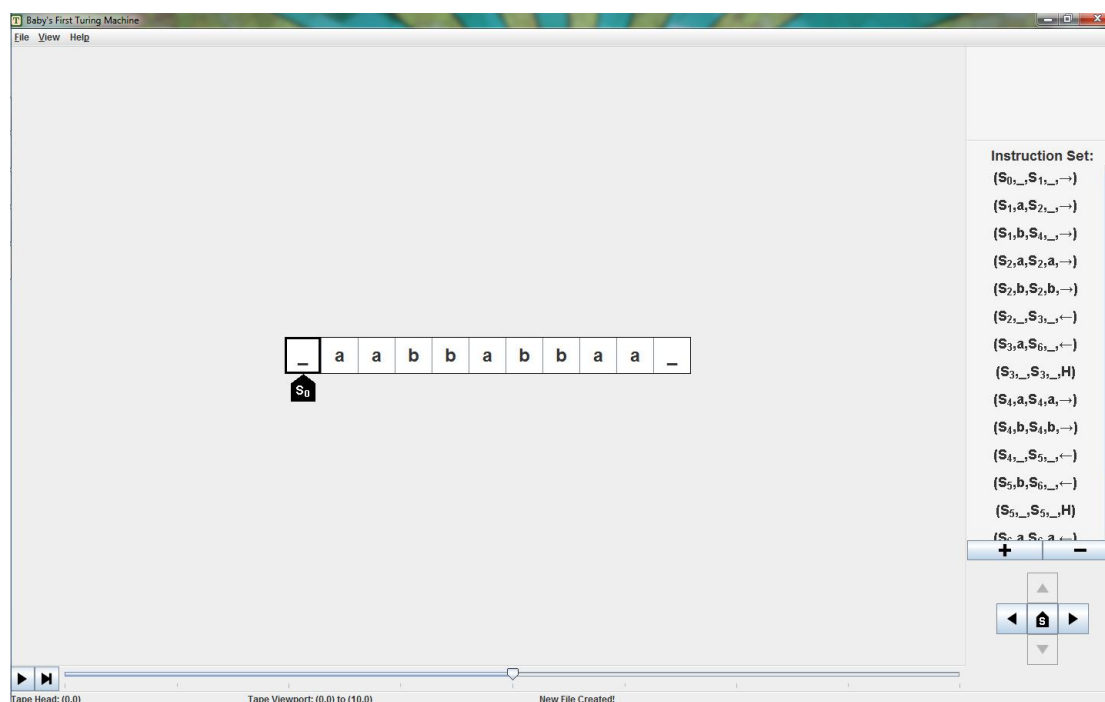 Baby's First Turing Machine
File View Help
Instruction Set:
(S₀,_,S₁,_,→)
(S₁,a,S₂,_,→)
(S₁,b,S₄,_,→)
(S₂,a,S₂,a,→)
(S₂,b,S₂,b,→)
(S₂,_,S₃,_,←)
(S₃,a,S₆,_,←)
(S₃,_,S₃,_,H)
(S₄,a,S₄,a,→)
(S₄,b,S₄,b,→)
(S₄,_,S₅,_,←)
(S₅,b,S₆,_,←)
(S₅,_,S₅,_,H)
(S₆,a,S₆,a,←)
_ a a b b a b b a a _
S₀
+ −
S
Tape Head: (0,0) Tape Viewport: (0,0) to (10,0) New File Created!